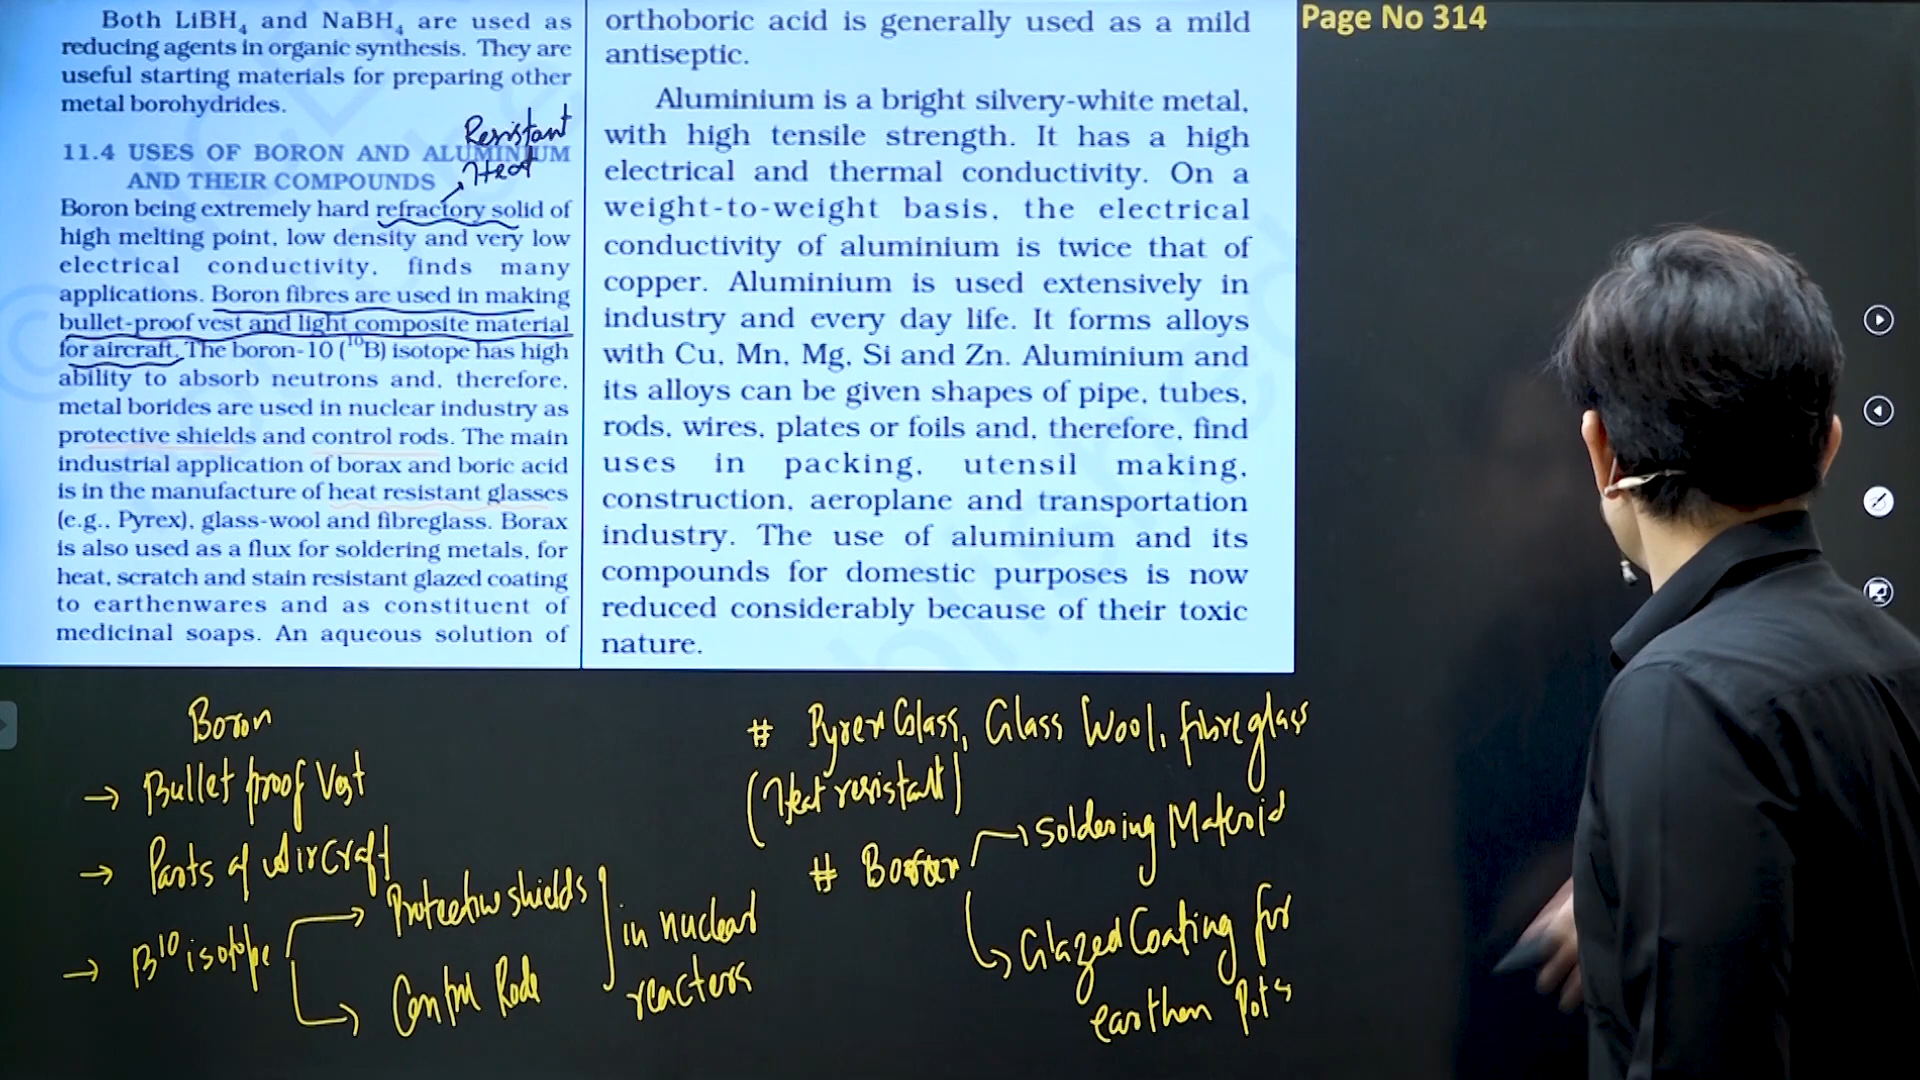 Both LiBH₄ and NaBH₄ are used as
reducing agents in organic synthesis. They are
useful starting materials for preparing other
metal borohydrides.
Resistant
Heat
11.4 USES OF BORON AND ALUMINIUM
AND THEIR COMPOUNDS
Boron being extremely hard refractory solid of
high melting point, low density and very low
electrical conductivity, finds many
applications. Boron fibres are used in making
bullet-proof vest and light composite material
for aircraft. The boron-10 (¹⁰B) isotope has high
ability to absorb neutrons and, therefore,
metal borides are used in nuclear industry as
protective shields and control rods. The main
industrial application of borax and boric acid
is in the manufacture of heat resistant glasses
(e.g., Pyrex), glass-wool and fibreglass. Borax
is also used as a flux for soldering metals, for
heat, scratch and stain resistant glazed coating
to earthenwares and as constituent of
medicinal soaps. An aqueous solution of
orthoboric acid is generally used as a mild
antiseptic.
Aluminium is a bright silvery-white metal,
with high tensile strength. It has a high
electrical and thermal conductivity. On a
weight-to-weight basis, the electrical
conductivity of aluminium is twice that of
copper. Aluminium is used extensively in
industry and every day life. It forms alloys
with Cu, Mn, Mg, Si and Zn. Aluminium and
its alloys can be given shapes of pipe, tubes,
rods, wires, plates or foils and, therefore, find
uses in packing, utensil making,
construction, aeroplane and transportation
industry. The use of aluminium and its
compounds for domestic purposes is now
reduced considerably because of their toxic
nature.
Page No 314
Boron
→ Bullet proof Vest
→ Parts of Aircraft
→ B¹⁰ isotope
Protective shields
Control Rods
in nuclear
reactors
# Pyrex Glass, Glass Wool, fibreglass
(Heat resistant)
# Borax
→ Soldering Material
→ Glazed Coating for
earthen Pots